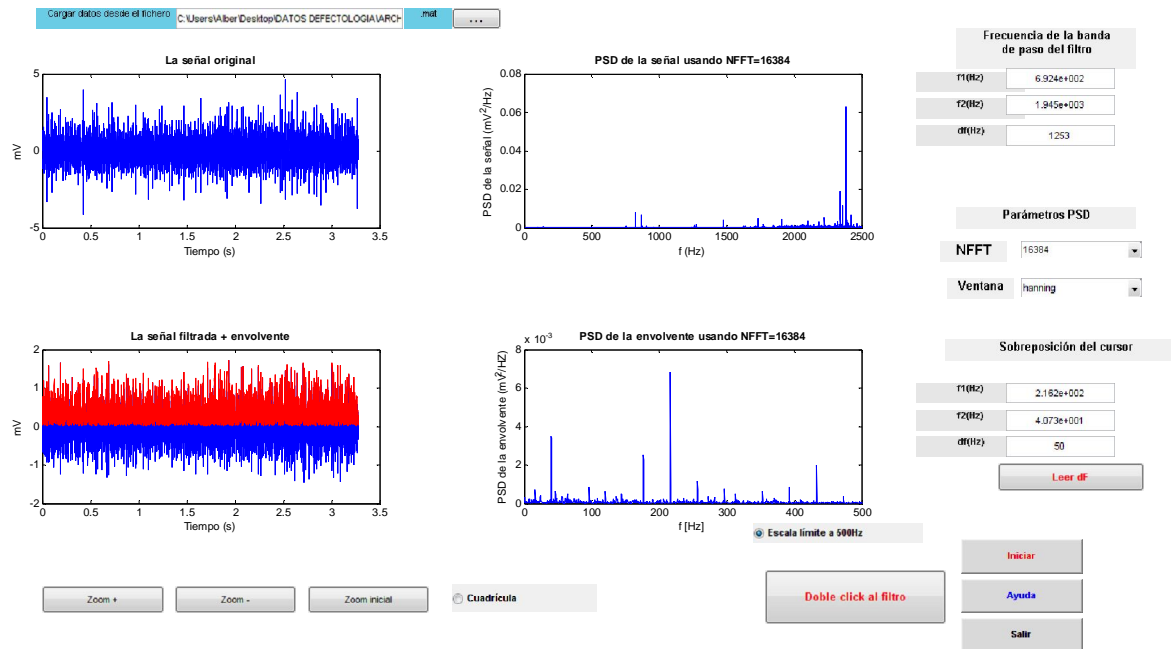 Cargar datos desde el fichero C:\Users\Alber\Desktop\DATOS DEFECTOLOGIA\ARCH .mat ...
Frecuencia de la banda
de paso del filtro
f1(Hz) 6.924e+002
f2(Hz) 1.945e+003
df(Hz) 1253
La señal original
5
0
-5
mV
0 0.5 1 1.5 2 2.5 3 3.5
Tiempo (s)
PSD de la señal usando NFFT=16384
0.08
0.06
0.04
0.02
0
PSD de la señal (mV²/Hz)
0 500 1000 1500 2000 2500
f (Hz)
Parámetros PSD
NFFT 16384
Ventana hanning
La señal filtrada + envolvente
2
1
0
-1
-2
mV
0 0.5 1 1.5 2 2.5 3 3.5
Tiempo (s)
PSD de la envolvente usando NFFT=16384
x 10⁻³
8
6
4
2
0
PSD de la envolvente (mV²/HZ)
0 100 200 300 400 500
f [Hz]
Escala límite a 500Hz
Sobreposición del cursor
f1(Hz) 2.162e+002
f2(Hz) 4.073e+001
df(Hz) 50
Leer dF
Zoom +
Zoom -
Zoom inicial
Cuadrícula
Doble click al filtro
Iniciar
Ayuda
Salir